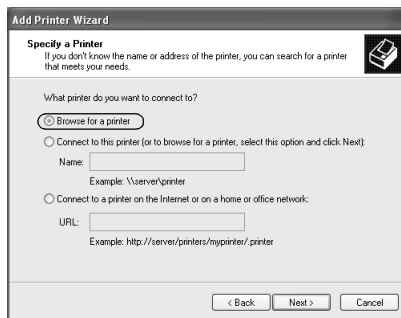 Add Printer Wizard
Specify a Printer
If you don't know the name or address of the printer, you can search for a printer
that meets your needs.
What printer do you want to connect to?
Browse for a printer
Connect to this printer (or to browse for a printer, select this option and click Next):
Name:
Example: \\server\printer
Connect to a printer on the Internet or on a home or office network:
URL:
Example: http://server/printers/myprinter/.printer
< Back
Next >
Cancel